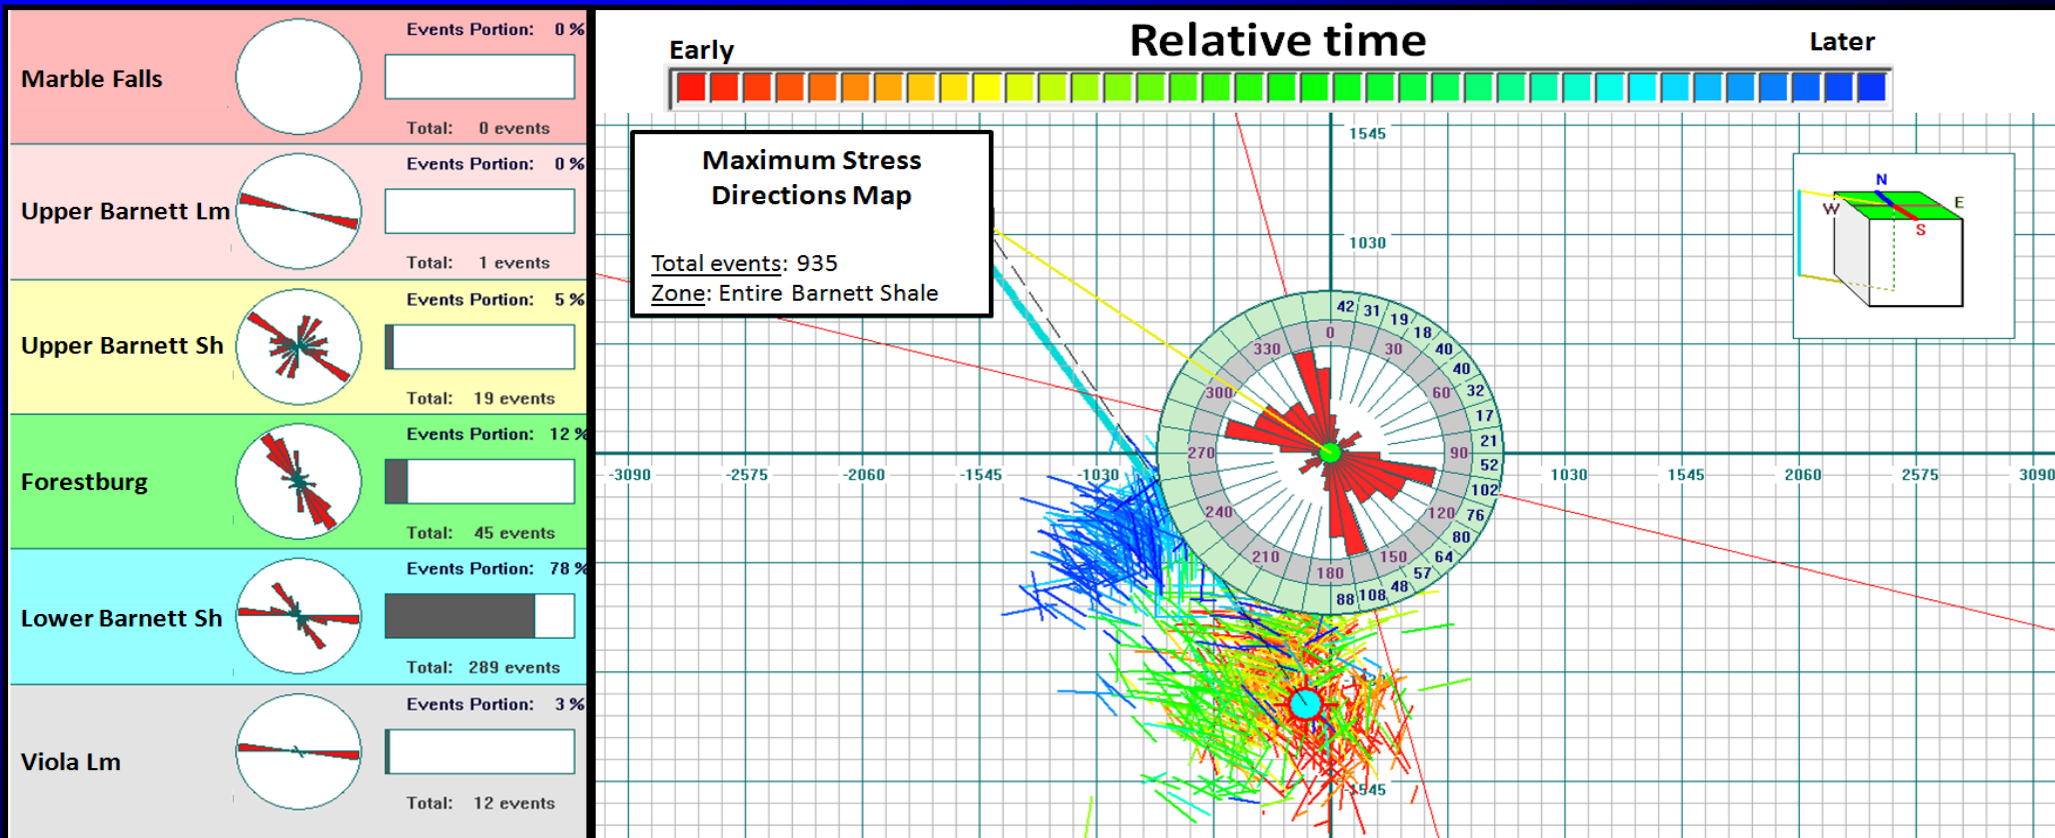 Marble Falls
Events Portion: 0 %
Total: 0 events
Upper Barnett Lm
Events Portion: 0 %
Total: 1 events
Upper Barnett Sh
Events Portion: 5 %
Total: 19 events
Forestburg
Events Portion: 12 %
Total: 45 events
Lower Barnett Sh
Events Portion: 78 %
Total: 289 events
Viola Lm
Events Portion: 3 %
Total: 12 events
Relative time
Early
Later
Maximum Stress
Directions Map
Total events: 935
Zone: Entire Barnett Shale
1545
1030
N
W
E
S
42 31 19 18 40 40 32 17 21 52 102 76 80 64 57 48 108 88
0 30 60 90 120 150 180 210 240 270 300 330
-3090 -2575 -2060 -1545 -1030 1030 1545 2060 2575 3090
-1545